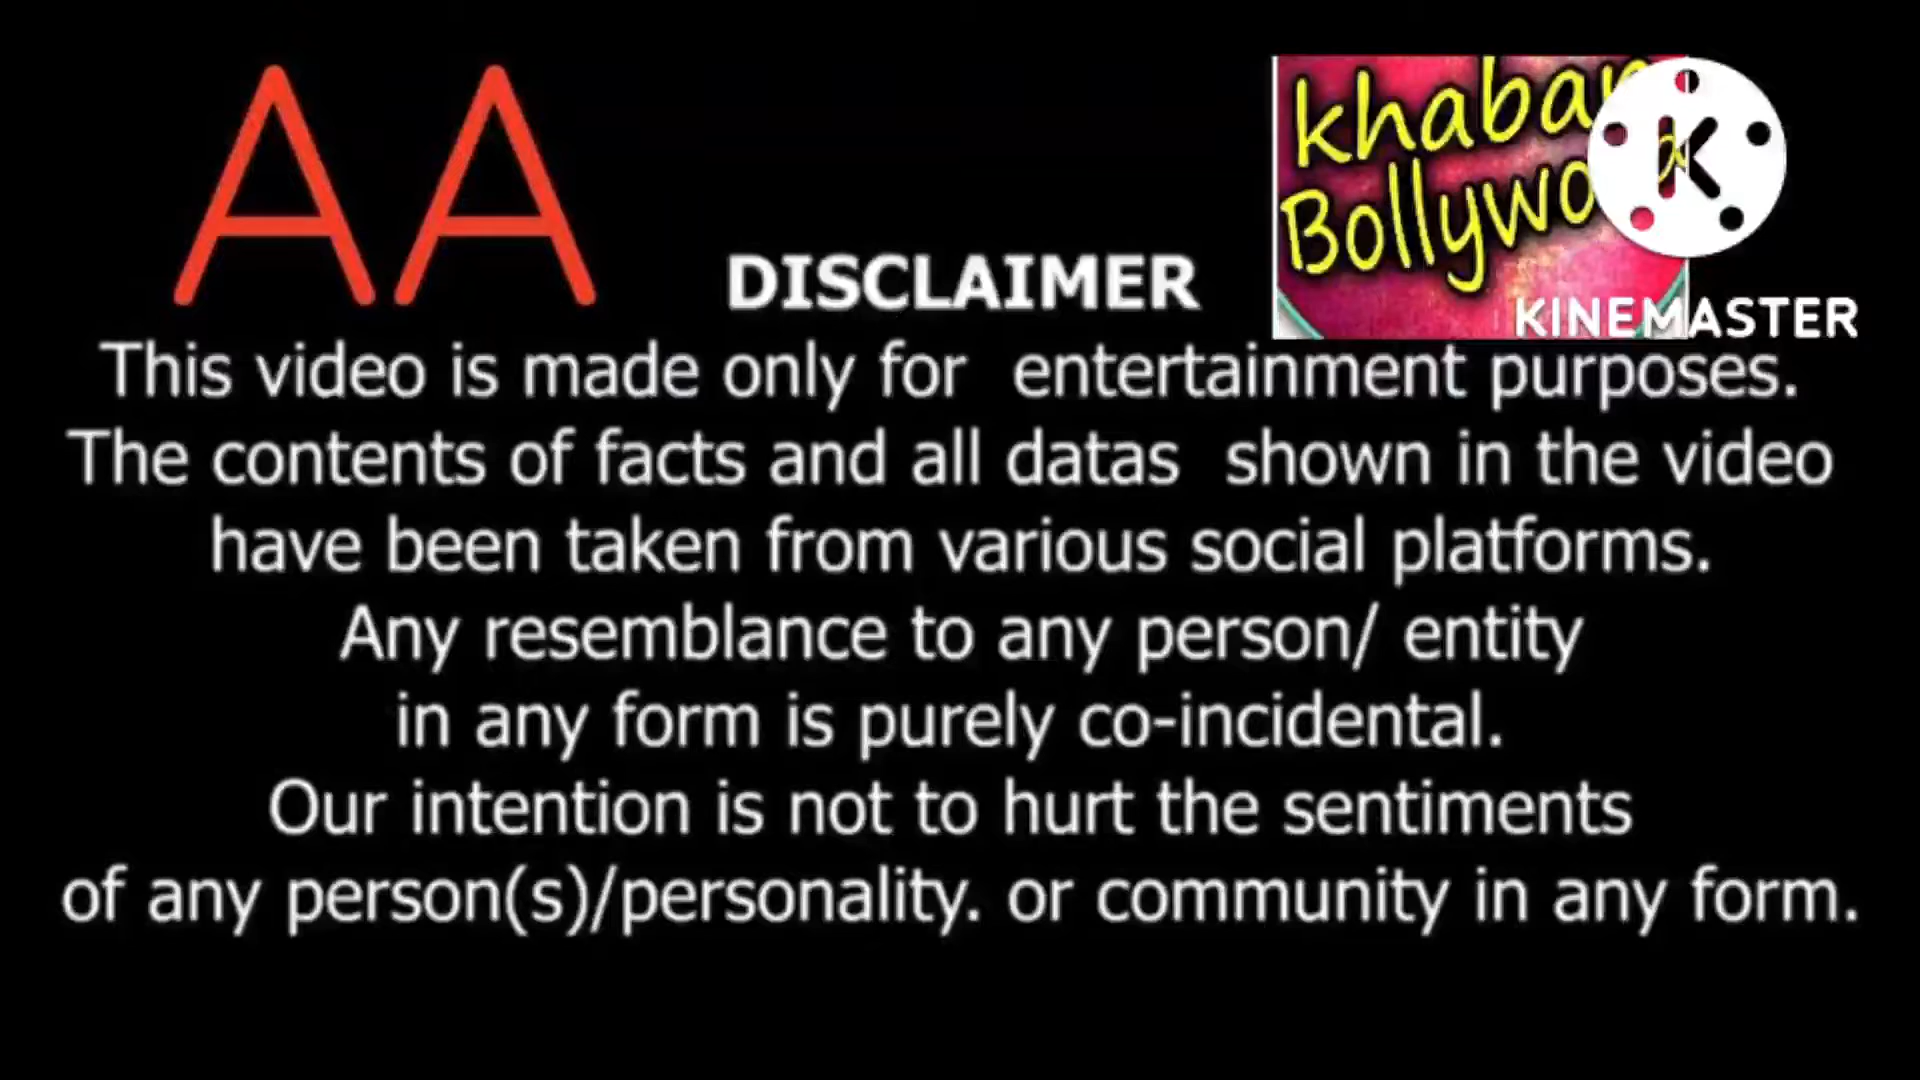 AA
khabar
Bollywood
K
KINEMASTER
DISCLAIMER
This video is made only for entertainment purposes.
The contents of facts and all datas shown in the video
have been taken from various social platforms.
Any resemblance to any person/ entity
in any form is purely co-incidental.
Our intention is not to hurt the sentiments
of any person(s)/personality. or community in any form.